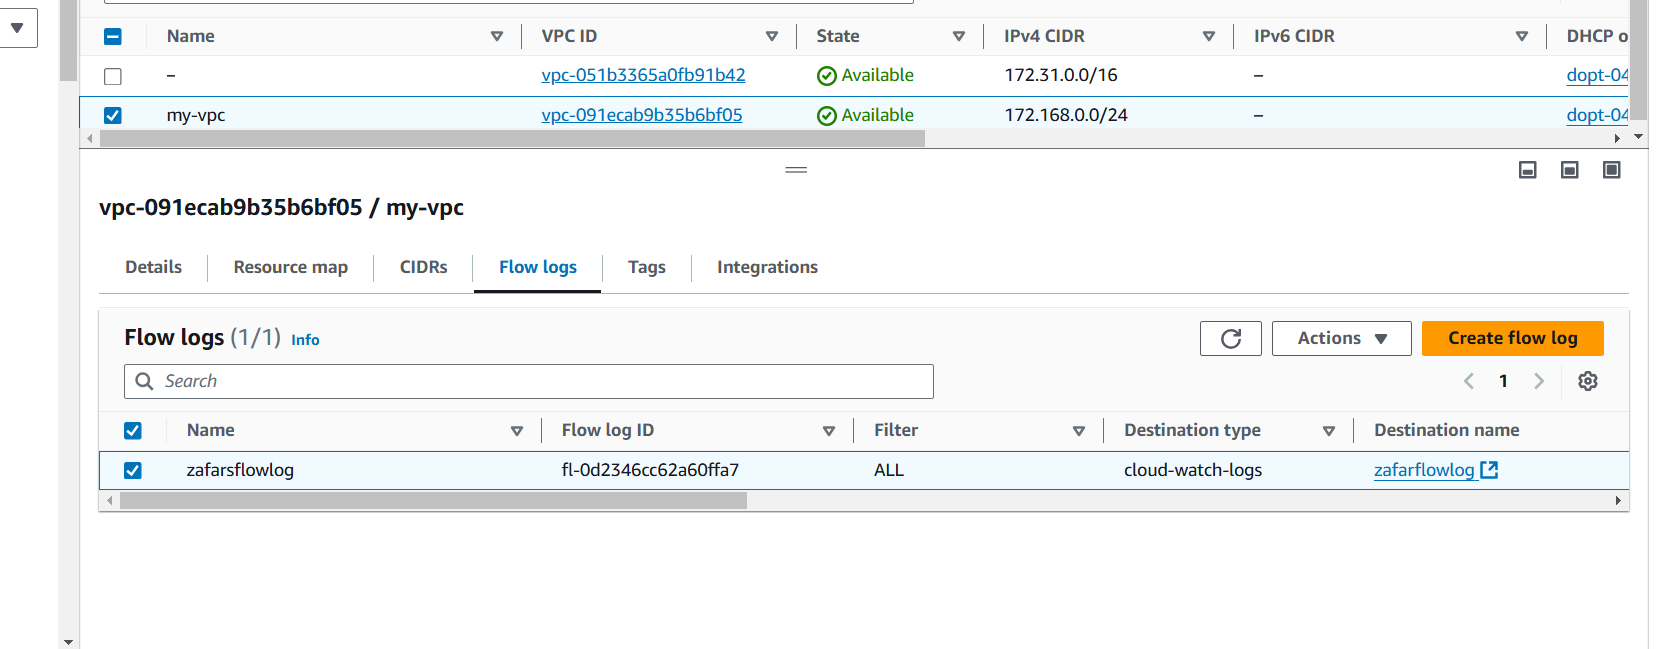 Name VPC ID State IPv4 CIDR IPv6 CIDR DHCP o
– vpc-051b3365a0fb91b42 Available 172.31.0.0/16 – dopt-04
my-vpc vpc-091ecab9b35b6bf05 Available 172.168.0.0/24 – dopt-04
vpc-091ecab9b35b6bf05 / my-vpc
Details Resource map CIDRs Flow logs Tags Integrations
Flow logs (1/1) Info Actions Create flow log
Search 1
Name Flow log ID Filter Destination type Destination name
zafarsflowlog fl-0d2346cc62a60ffa7 ALL cloud-watch-logs zafarflowlog